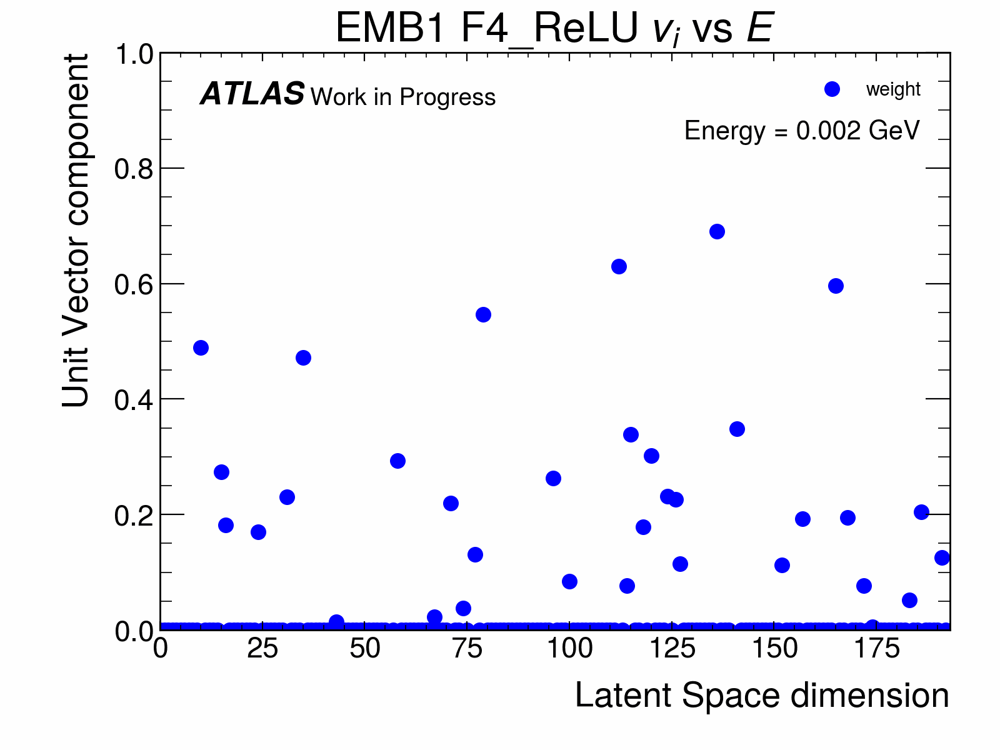 EMB1 F4_ReLU v_i vs E
ATLAS Work in Progress
weight
Energy = 0.002 GeV
Unit Vector component
1.0
0.8
0.6
0.4
0.2
0.0
0 25 50 75 100 125 150 175
Latent Space dimension